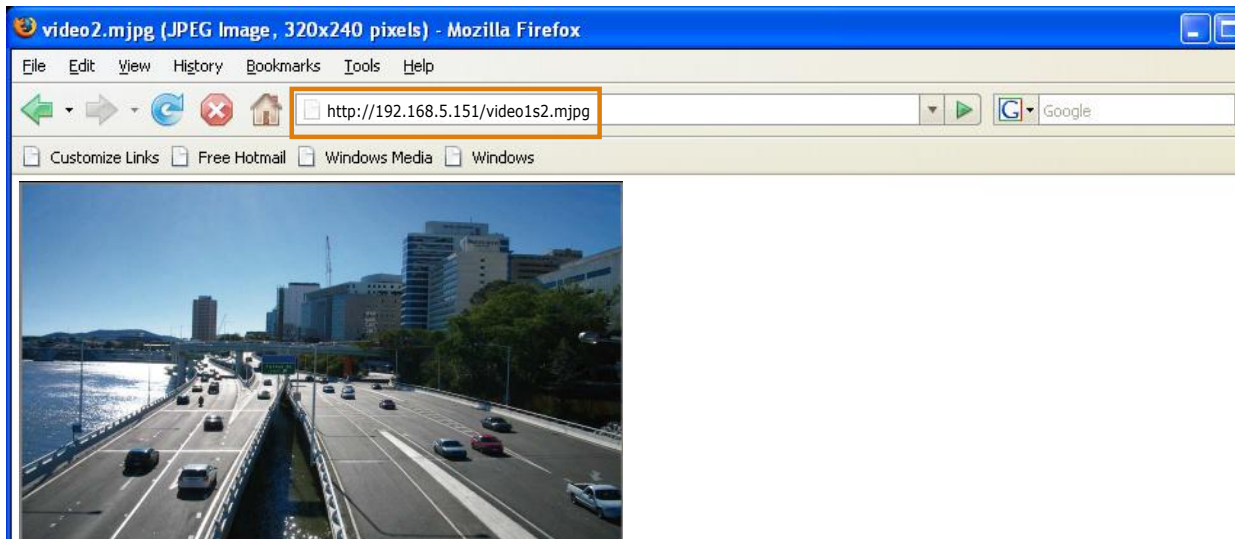 video2.mjpg (JPEG Image, 320x240 pixels) - Mozilla Firefox
File Edit View History Bookmarks Tools Help
http://192.168.5.151/video1s2.mjpg G Google
Customize Links Free Hotmail Windows Media Windows